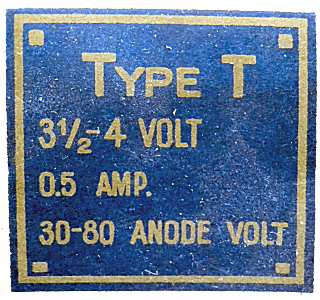 TYPE T
3½-4 VOLT
0.5 AMP.
30-80 ANODE VOLT